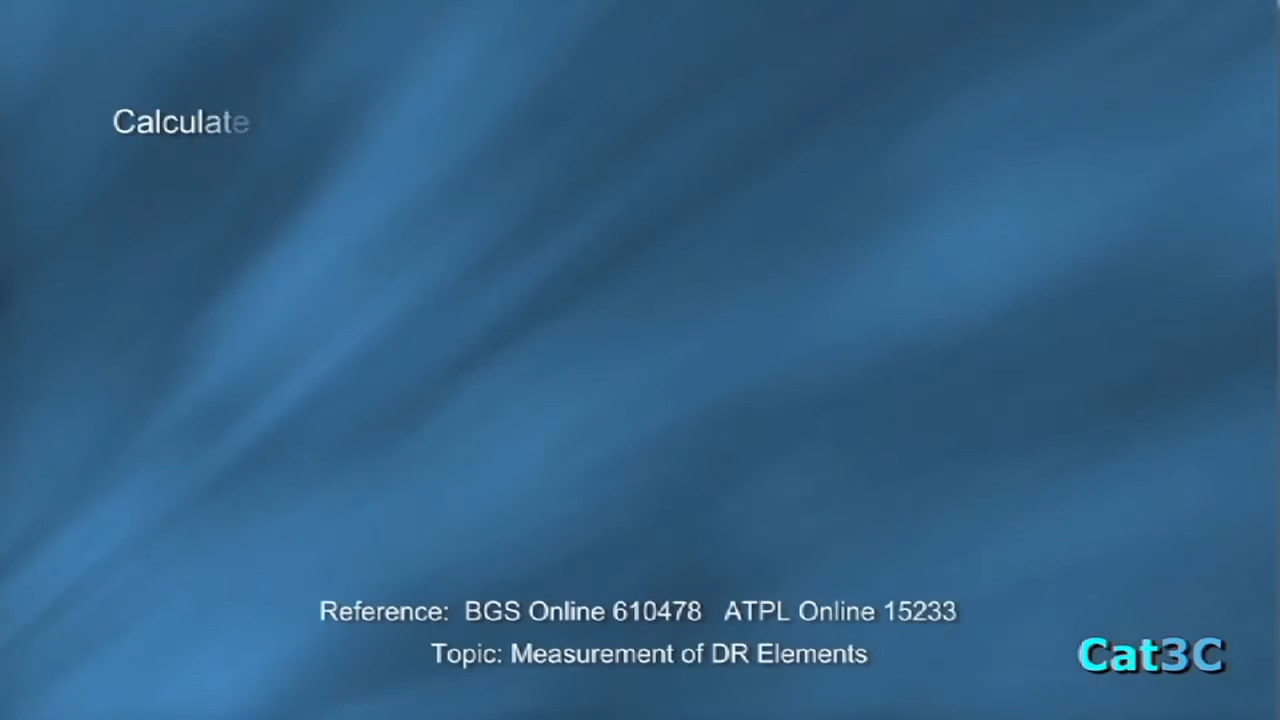 Calculate
Reference: BGS Online 610478 ATPL Online 15233
Topic: Measurement of DR Elements
Cat3C